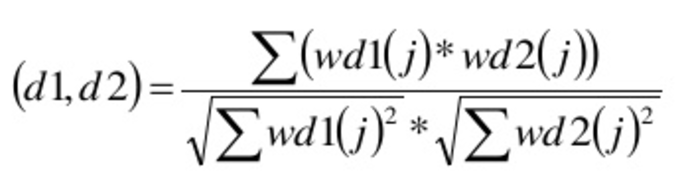 (d1,d2) = ∑(wd1(j)* wd2(j)) / √∑wd1(j)² * √∑wd2(j)²